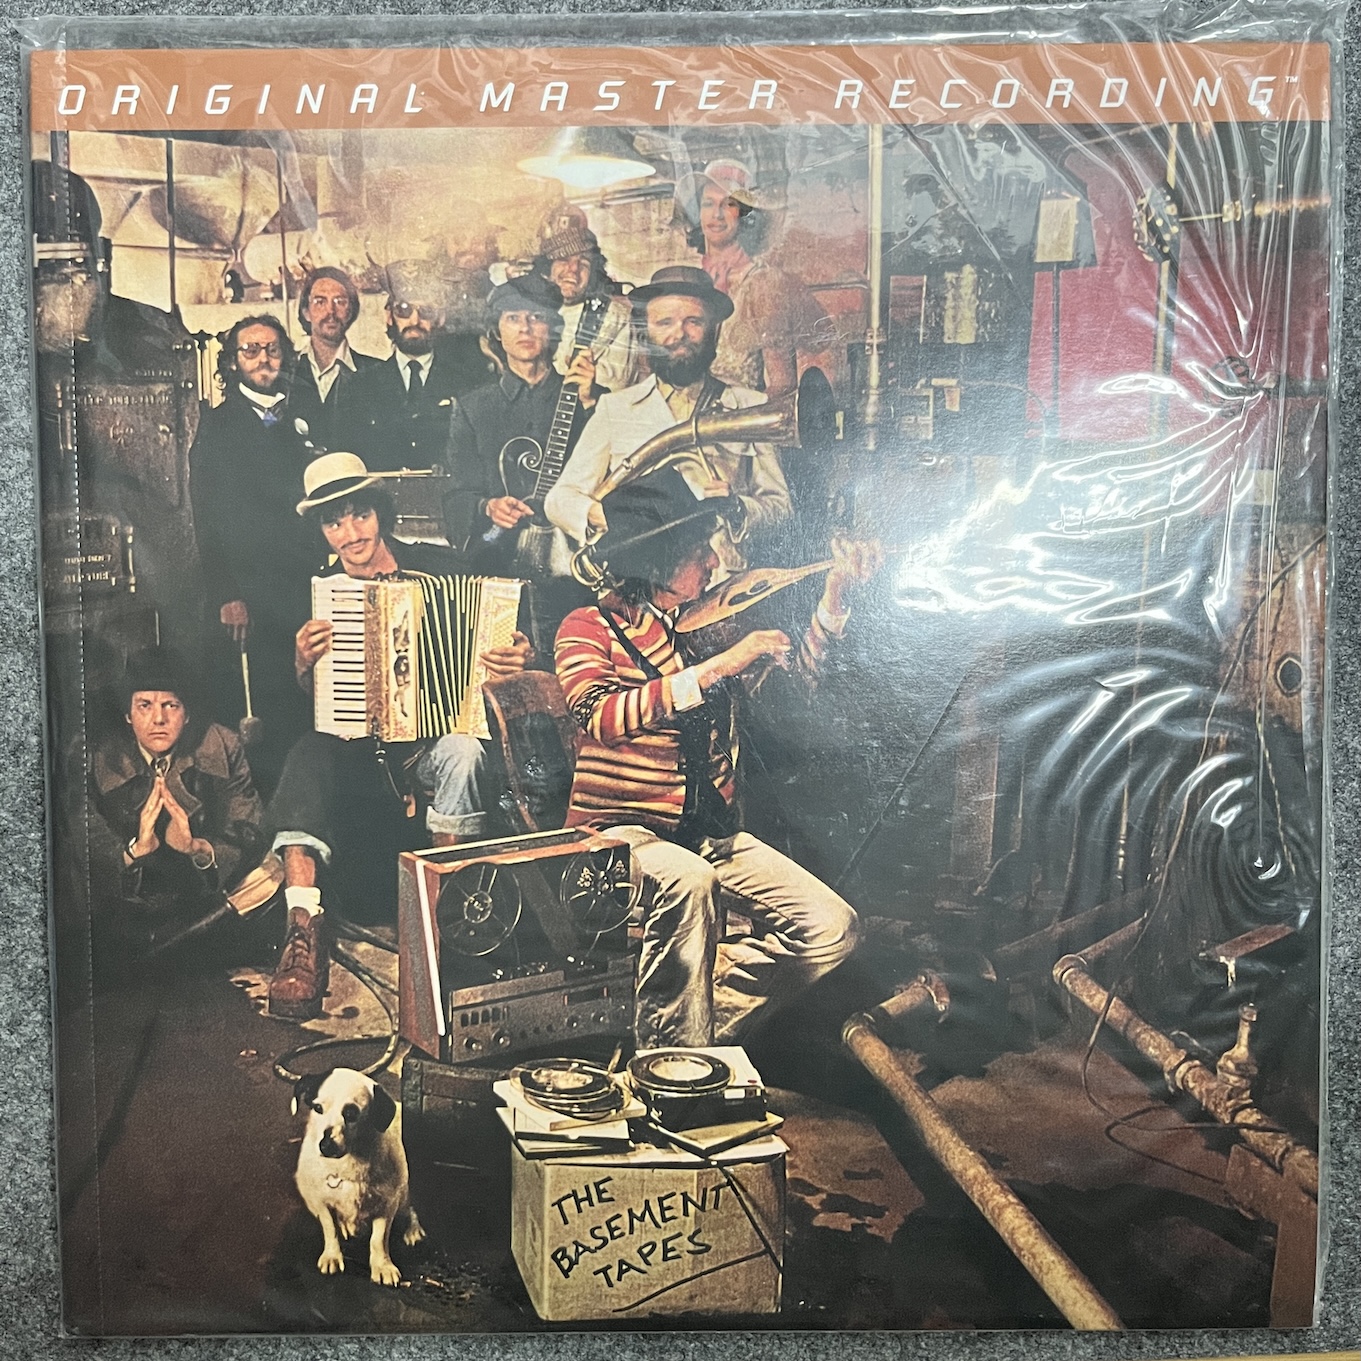 ORIGINAL MASTER RECORDING™
THE
BASEMENT
TAPES